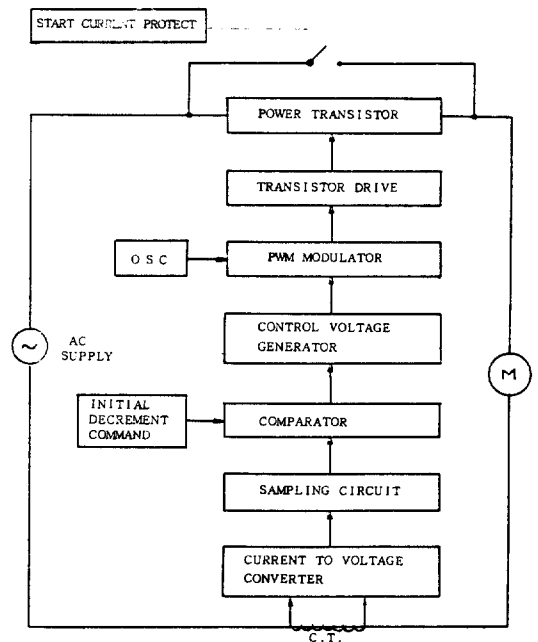 START CURRENT PROTECT
POWER TRANSISTOR
TRANSISTOR DRIVE
OSC
PWM MODULATOR
CONTROL VOLTAGE
GENERATOR
~
AC
SUPPLY
M
INITIAL
DECREMENT
COMMAND
COMPARATOR
SAMPLING CIRCUIT
CURRENT TO VOLTAGE
CONVERTER
C.T.